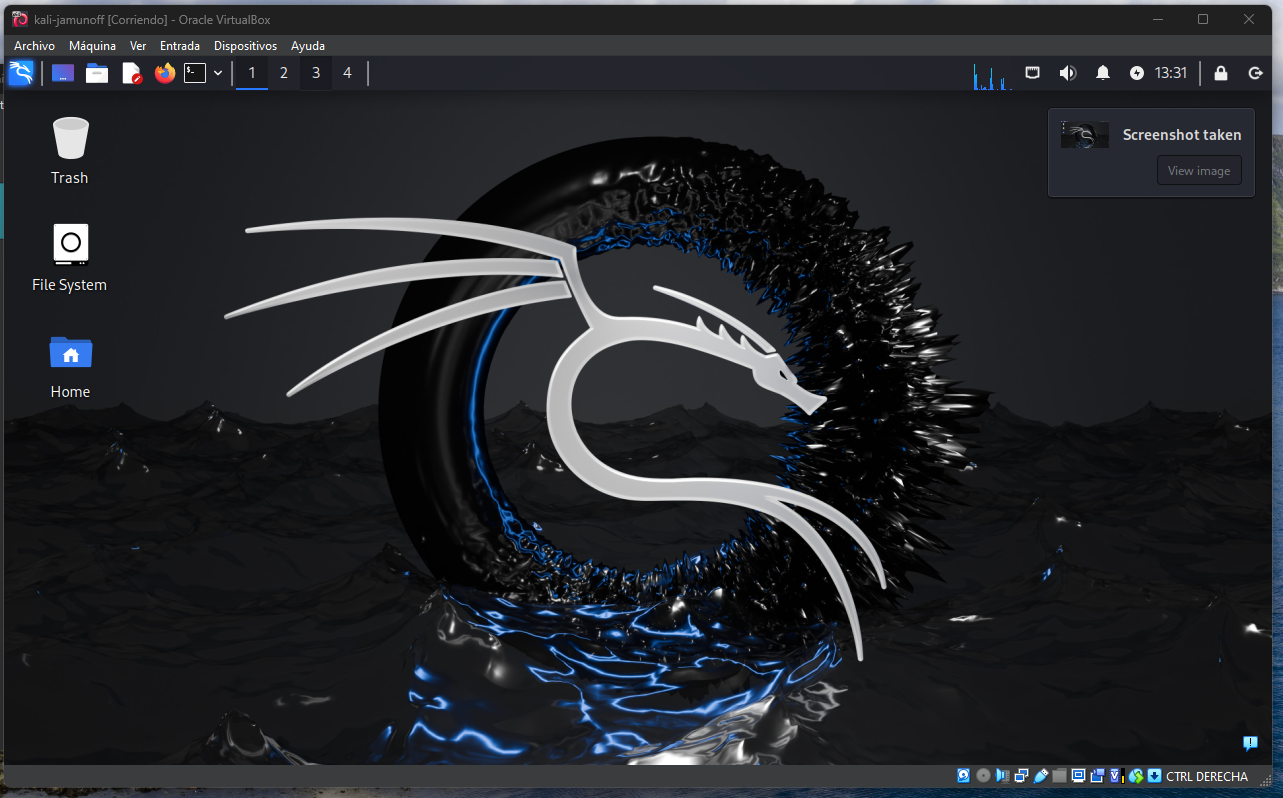 kali-jamunoff [Corriendo] - Oracle VirtualBox
Archivo Máquina Ver Entrada Dispositivos Ayuda
1 2 3 4 13:31
Screenshot taken
View image
Trash
File System
Home
CTRL DERECHA